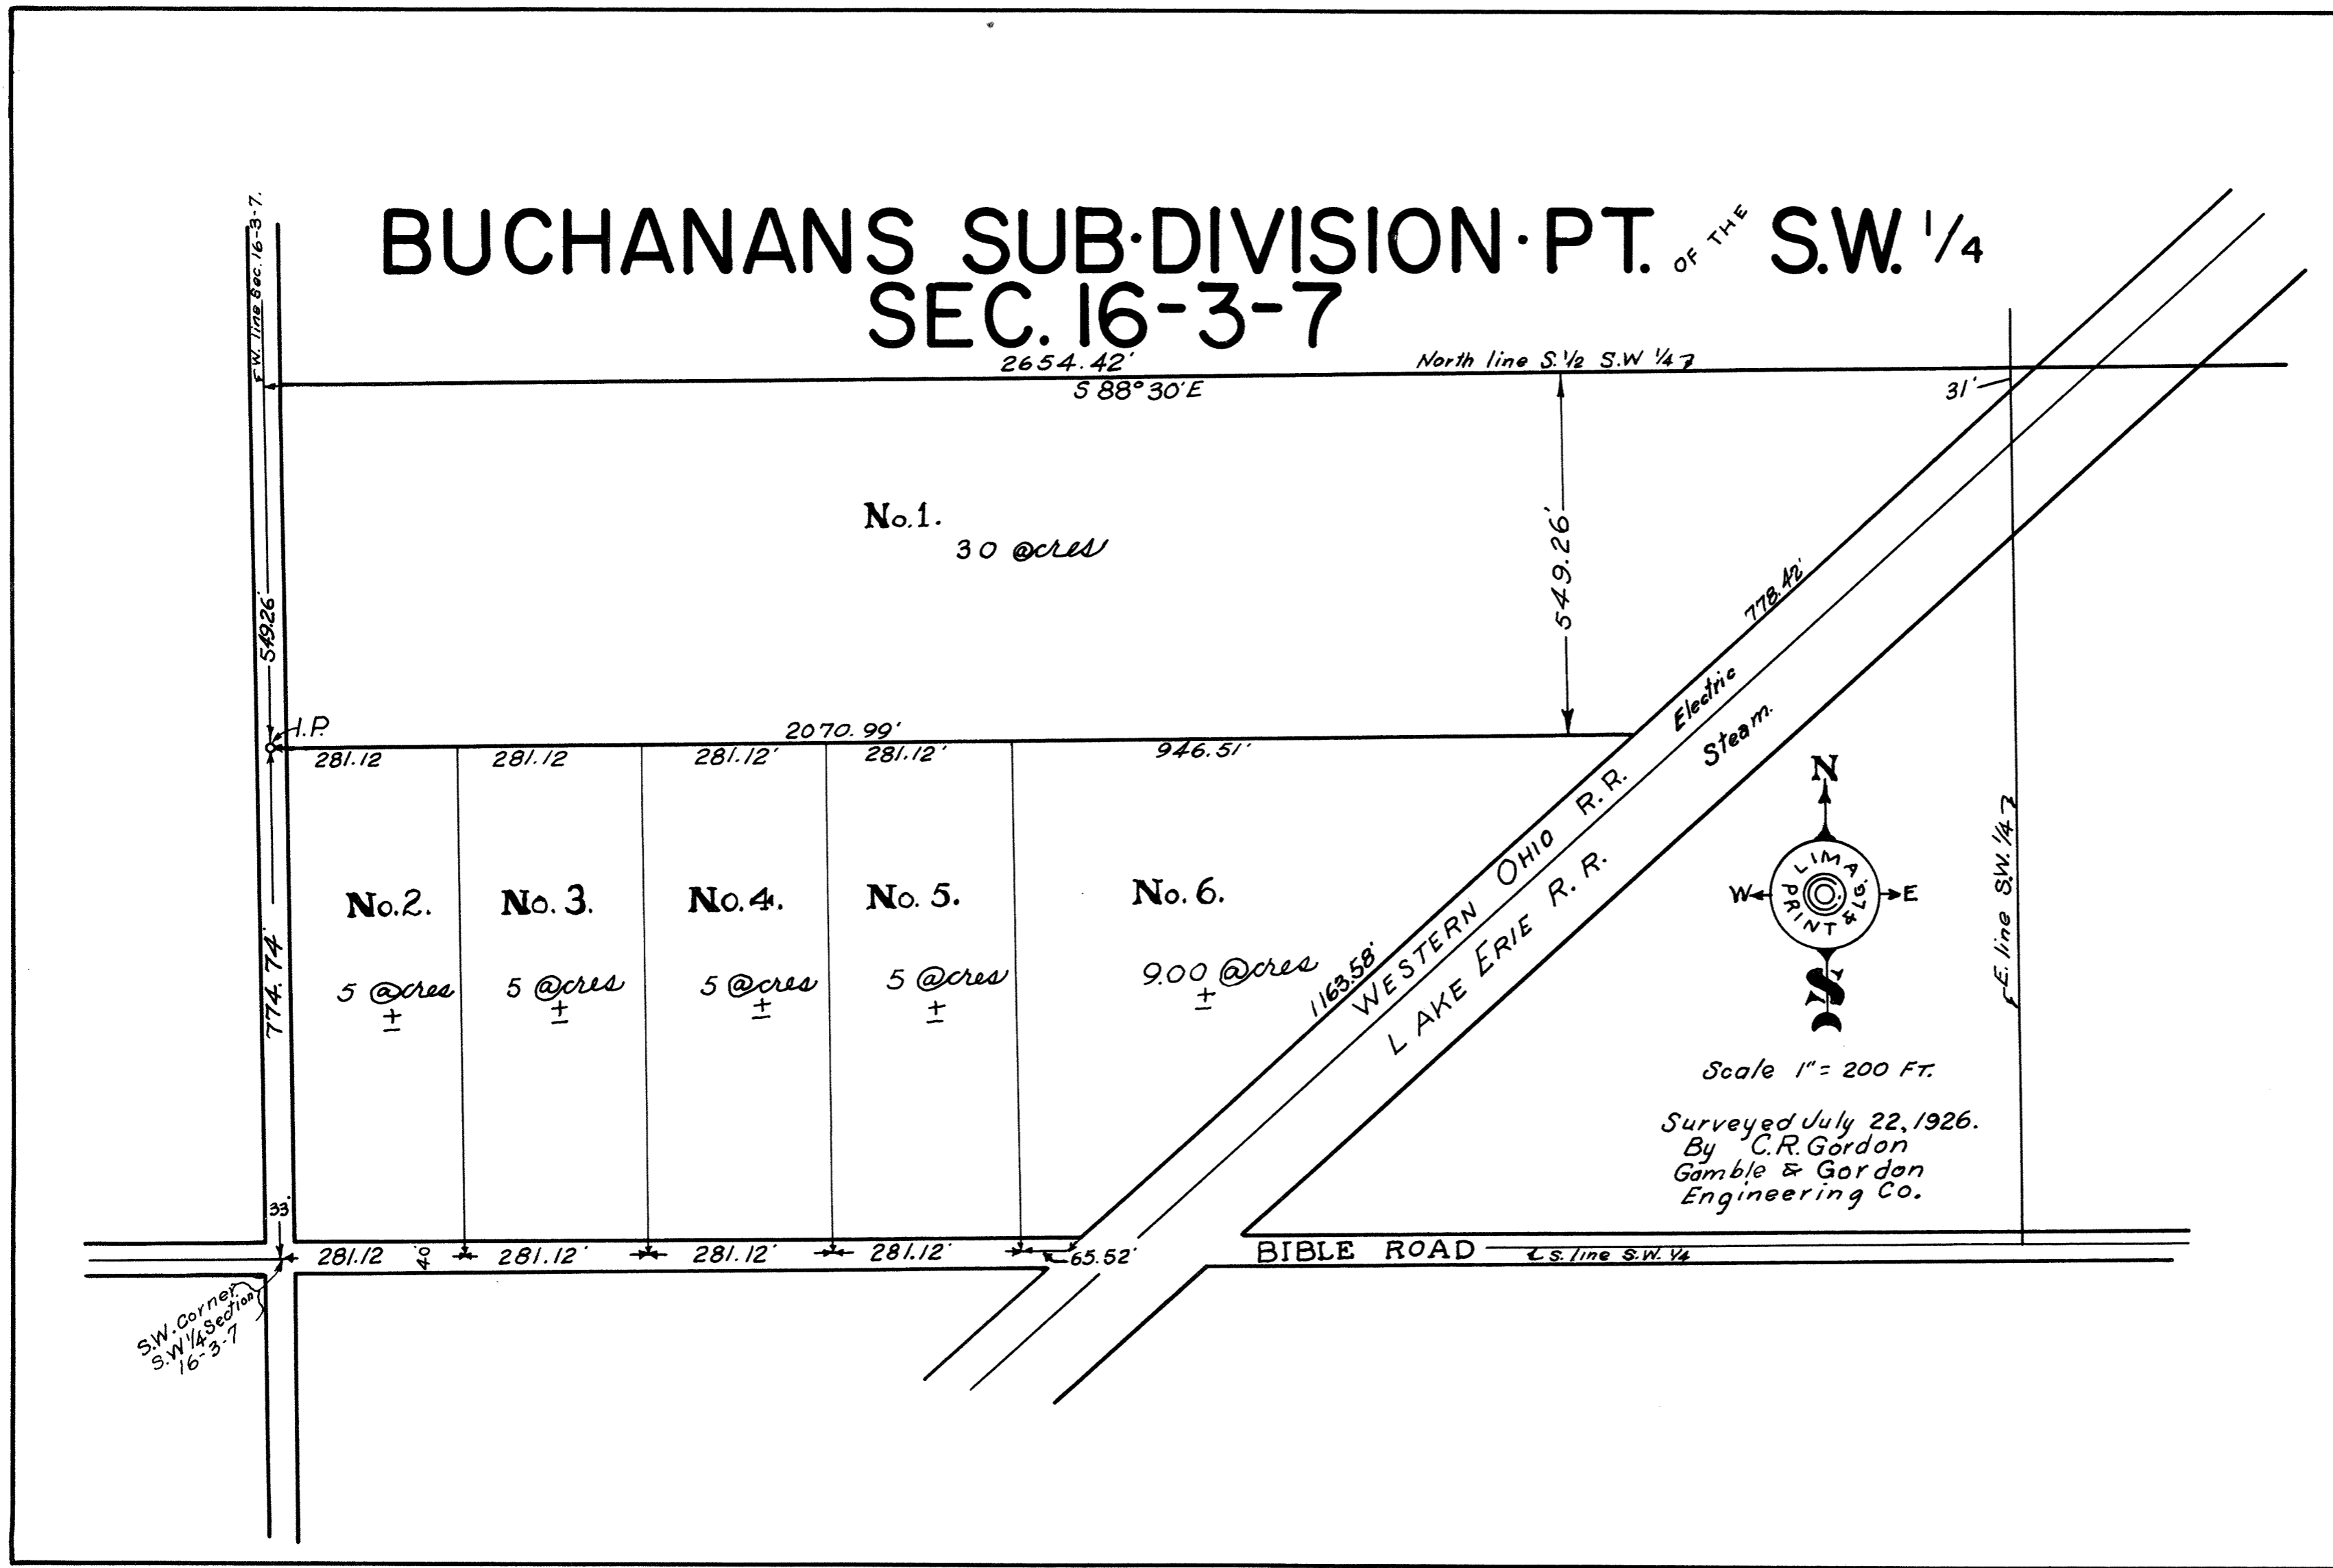 BUCHANANS SUB·DIVISION·PT. OF THE S.W. 1/4
SEC. 16-3-7
W. line Sec. 16-3-7.
2654.42'
S 88°30' E
North line S. 1/2 S.W 1/4
31'
No. 1.
30 acres
549.26'
549.26'
778.42'
I.P.
2070.99'
281.12
281.12
281.12'
281.12'
946.51'
Electric
Steam.
WESTERN OHIO R. R.
LAKE ERIE R. R.
1163.58'
No. 2.
5 acres
±
No. 3.
5 acres
±
No. 4.
5 acres
±
No. 5.
5 acres
±
No. 6.
9.00 acres
±
774.74'
N
W
E
S
LIMA PRINT & LG.
E. line S.W. 1/4
Scale 1" = 200 FT.
Surveyed July 22, 1926.
By C.R. Gordon
Gamble & Gordon
Engineering Co.
33'
281.12
40'
281.12'
281.12'
281.12'
65.52'
BIBLE ROAD
S. line S.W. 1/4
S.W. Corner
S.W 1/4 Section
16-3-7